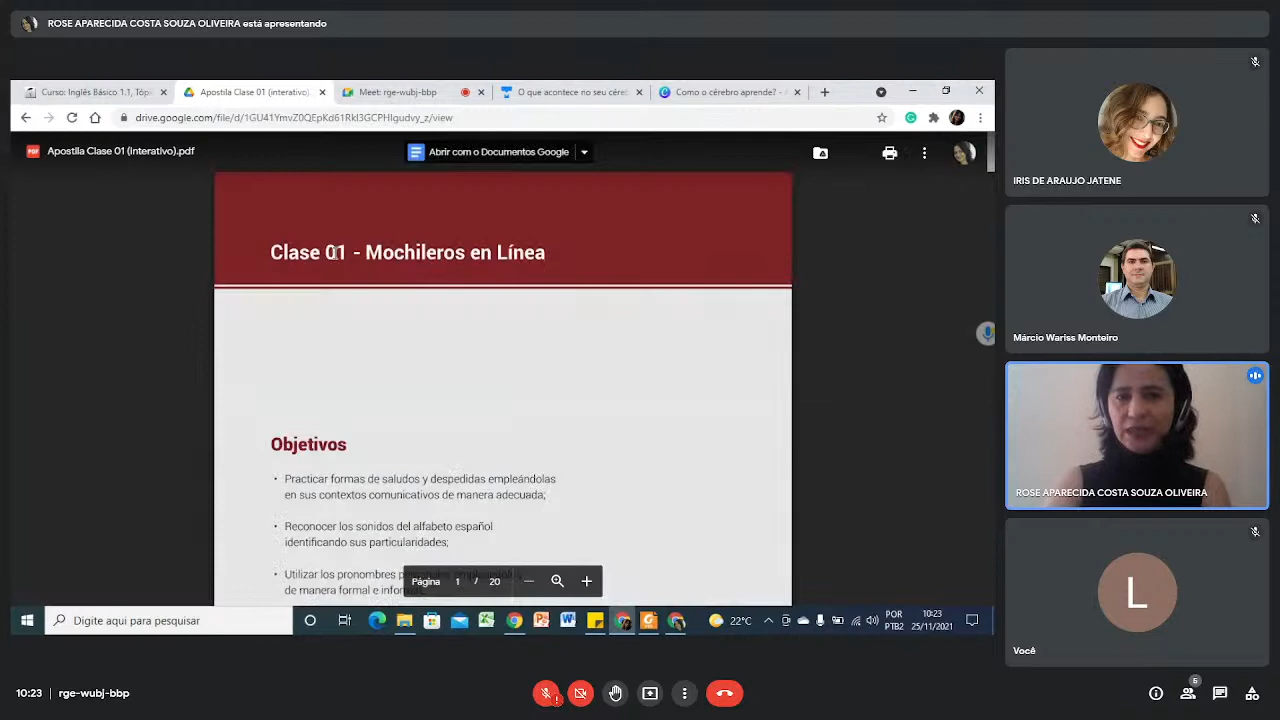 ROSE APARECIDA COSTA SOUZA OLIVEIRA está apresentando
Curso: Inglês Básico 1.1, Tópi
Apostila Clase 01 (interativo).
Meet: rge-wubj-bbp
O que acontece no seu céreb
Como o cérebro aprende? - A
drive.google.com/file/d/1GU41YmvZ0QEpKd61Rkl3GCPHIgudvy_z/view
Apostila Clase 01 (interativo).pdf
Abrir com o Documentos Google
Clase 01 - Mochileros en Línea
Objetivos
• Practicar formas de saludos y despedidas empleándolas
en sus contextos comunicativos de manera adecuada;
• Reconocer los sonidos del alfabeto español
identificando sus particularidades;
• Utilizar los pronombres
de manera formal e
Página 1 / 20
Digite aqui para pesquisar
22°C
POR
PTB2
10:23
25/11/2021
IRIS DE ARAUJO JATENE
Márcio Wariss Monteiro
ROSE APARECIDA COSTA SOUZA OLIVEIRA
L
Você
10:23 | rge-wubj-bbp
5